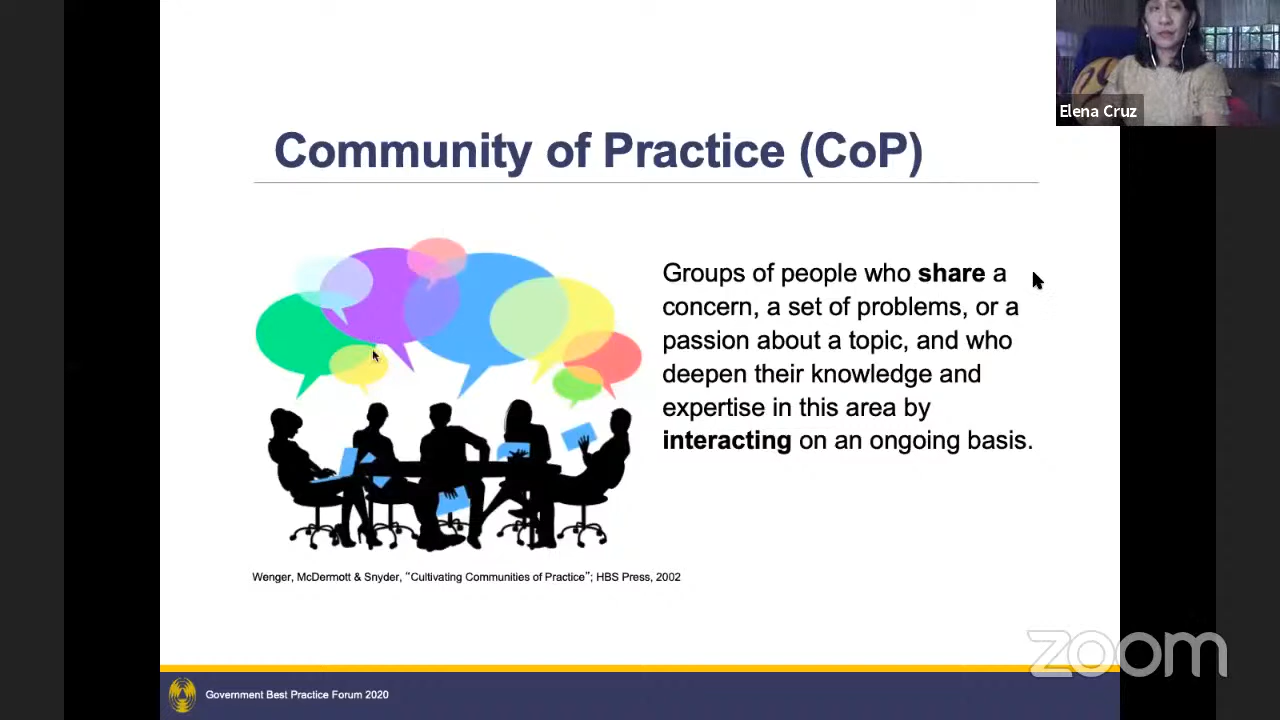 Elena Cruz
Community of Practice (CoP)
Groups of people who share a
concern, a set of problems, or a
passion about a topic, and who
deepen their knowledge and
expertise in this area by
interacting on an ongoing basis.
Wenger, McDermott & Snyder, “Cultivating Communities of Practice”; HBS Press, 2002
zoom
Government Best Practice Forum 2020